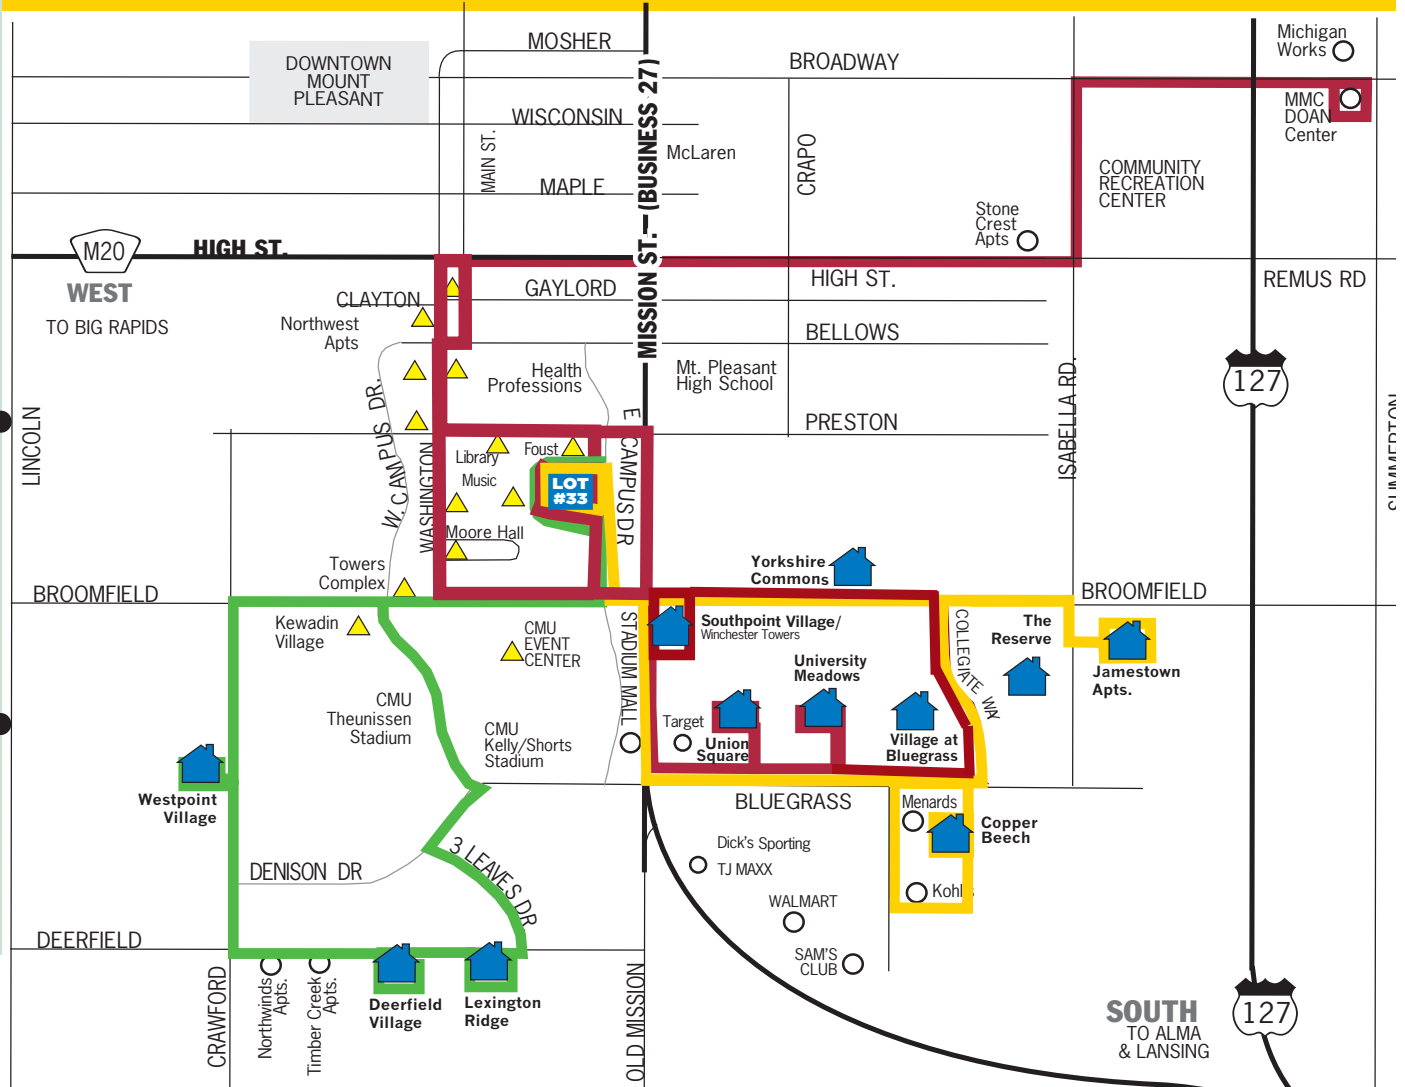 MOSHER
Michigan
Works
DOWNTOWN
MOUNT
PLEASANT
BROADWAY
MMC
DOAN
Center
WISCONSIN
MAIN ST.
MISSION ST.—(BUSINESS 27)
McLaren
CRAPO
COMMUNITY
RECREATION
CENTER
MAPLE
Stone
Crest
Apts
M20
HIGH ST.
WEST
TO BIG RAPIDS
HIGH ST.
REMUS RD
GAYLORD
CLAYTON
Northwest
Apts
BELLOWS
Health
Professions
Mt. Pleasant
High School
127
ISABELLA RD.
W. CAMPUS DR.
LINCOLN
SUMMERTON
PRESTON
E CAMPUS DR
WASHINGTON
Library
Foust
Music
LOT
#33
Moore Hall
Towers
Complex
Yorkshire
Commons
BROOMFIELD
BROOMFIELD
Kewadin
Village
CMU
EVENT
CENTER
STADIUM MALL
Southpoint Village/
Winchester Towers
COLLEGIATE WAY
The
Reserve
Jamestown
Apts.
University
Meadows
CMU
Theunissen
Stadium
CMU
Kelly/Shorts
Stadium
Target
Union
Square
Village at
Bluegrass
Westpoint
Village
BLUEGRASS
Menards
Copper
Beech
Dick's Sporting
TJ MAXX
3 LEAVES DR
DENISON DR
Kohls
WALMART
DEERFIELD
SAM'S
CLUB
CRAWFORD
Northwinds
Apts.
Timber Creek
Apts.
Deerfield
Village
Lexington
Ridge
OLD MISSION
SOUTH
TO ALMA
& LANSING
127